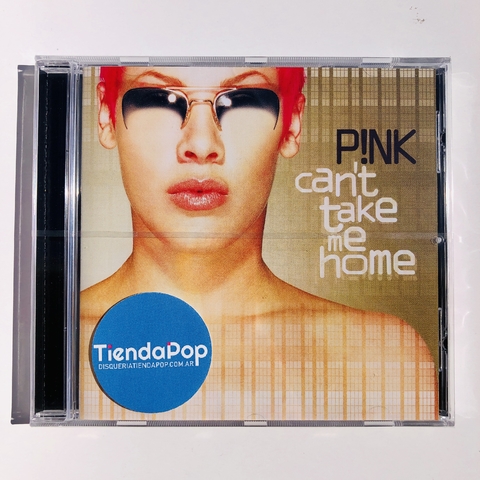 P!NK
can't
take
me
home
TiendaPop
DISQUERIATIENDAPOP.COM.AR